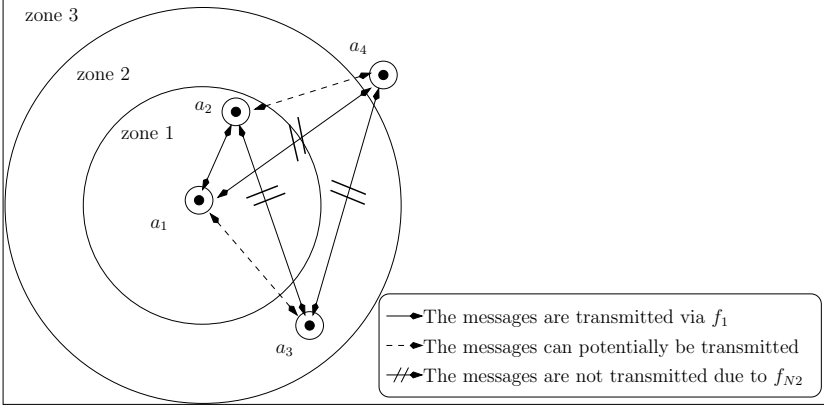 zone 3
a4
zone 2
a2
zone 1
a1
The messages are transmitted via f1
The messages can potentially be transmitted
a3
The messages are not transmitted due to fN2